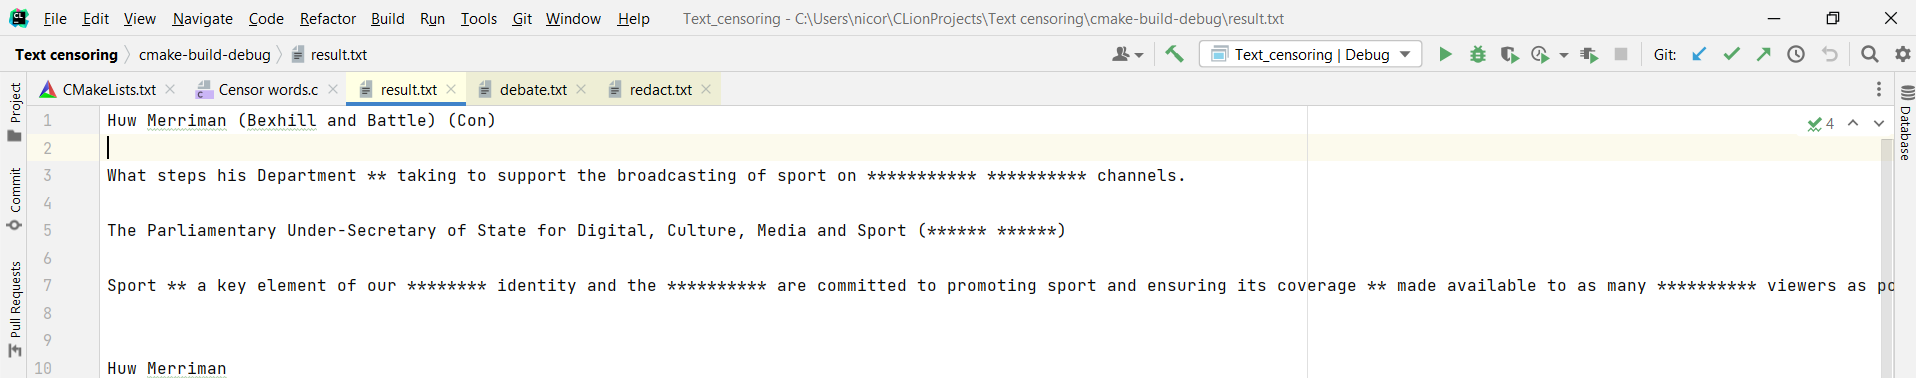 File Edit View Navigate Code Refactor Build Run Tools Git Window Help Text_censoring - C:\Users\nicor\CLionProjects\Text censoring\cmake-build-debug\result.txt
Text censoring cmake-build-debug result.txt Text_censoring | Debug Git:
CMakeLists.txt Censor words.c result.txt debate.txt redact.txt
Project
Commit
Pull Requests
Database
4
1 Huw Merriman (Bexhill and Battle) (Con)
2
3 What steps his Department ** taking to support the broadcasting of sport on *********** ********** channels.
4
5 The Parliamentary Under-Secretary of State for Digital, Culture, Media and Sport (****** ******)
6
7 Sport ** a key element of our ******** identity and the ********** are committed to promoting sport and ensuring its coverage ** made available to as many ********** viewers as po
8
9
10 Huw Merriman